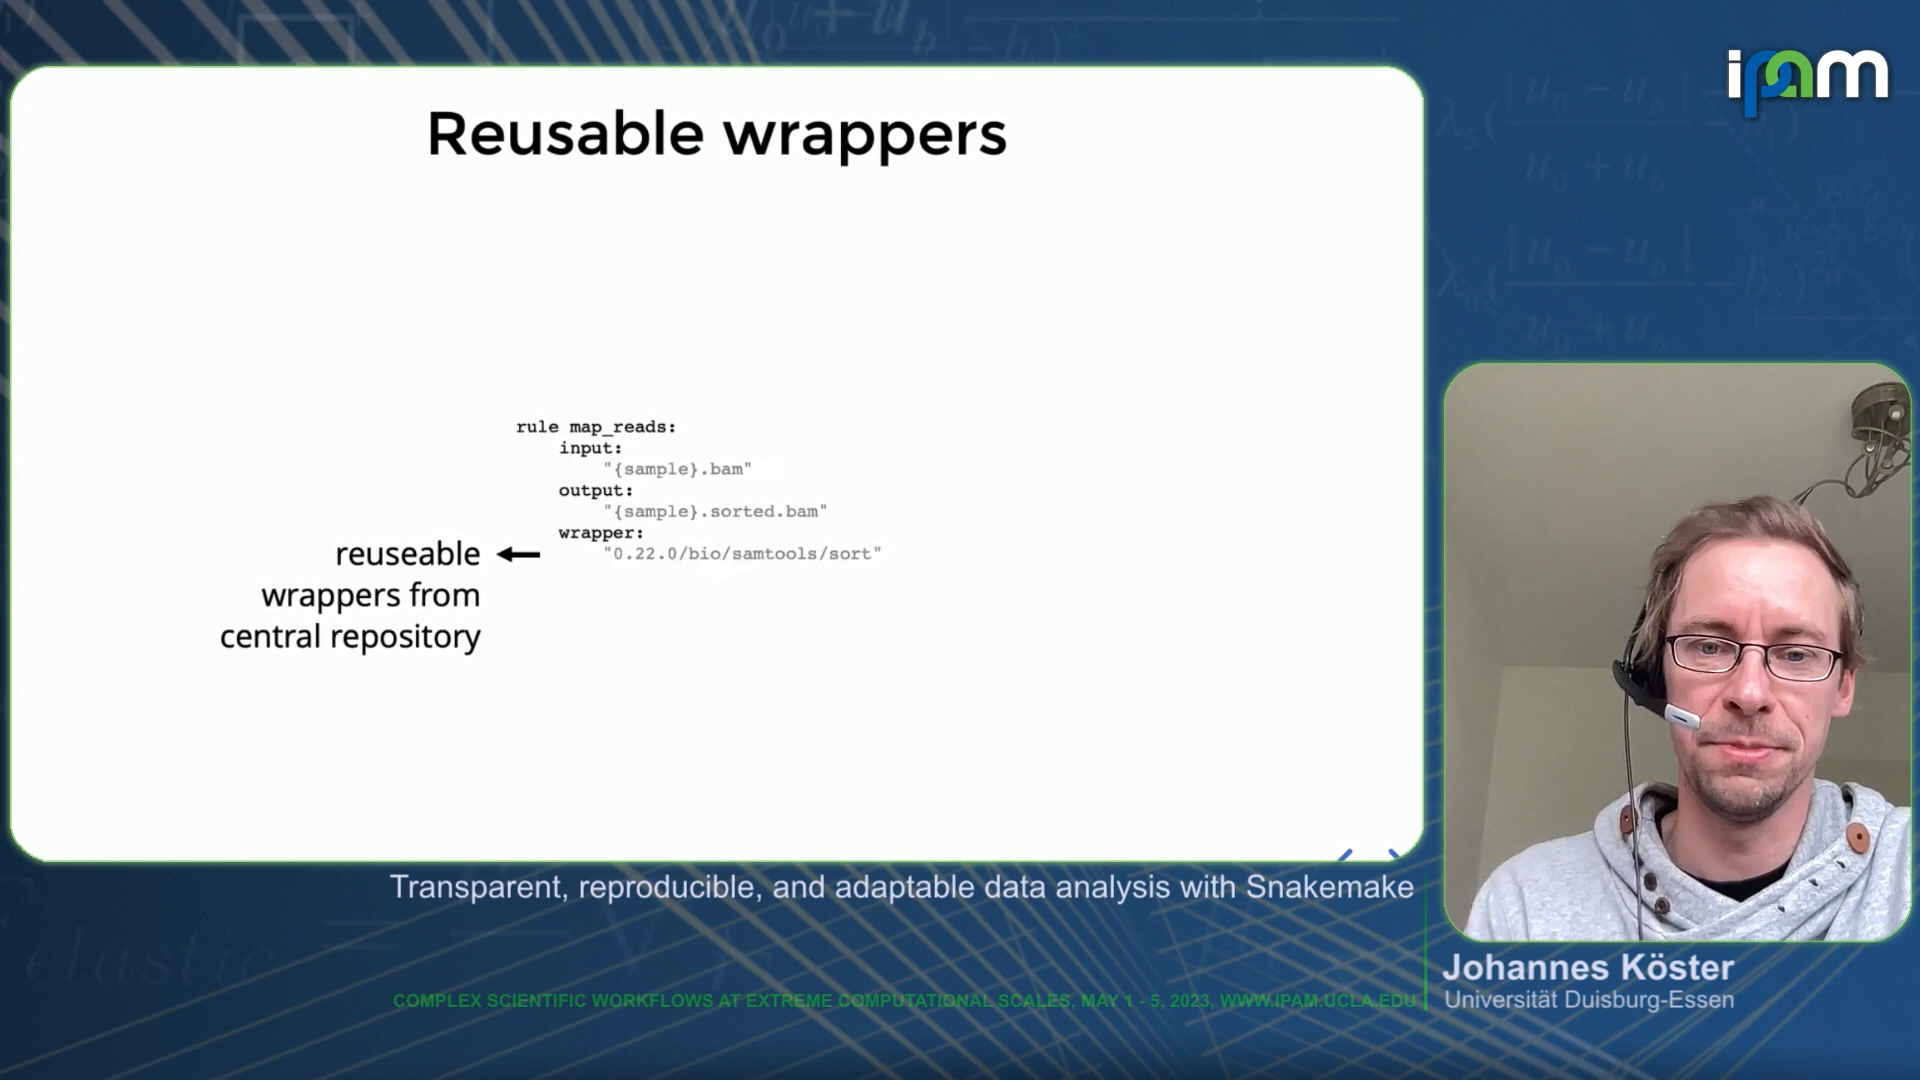 ipam
Reusable wrappers
rule map_reads:
input:
"{sample}.bam"
output:
"{sample}.sorted.bam"
wrapper:
"0.22.0/bio/samtools/sort"
reuseable
wrappers from
central repository
Transparent, reproducible, and adaptable data analysis with Snakemake
Johannes Köster
Universität Duisburg-Essen
COMPLEX SCIENTIFIC WORKFLOWS AT EXTREME COMPUTATIONAL SCALES, MAY 1 - 5, 2023, WWW.IPAM.UCLA.EDU
elastic